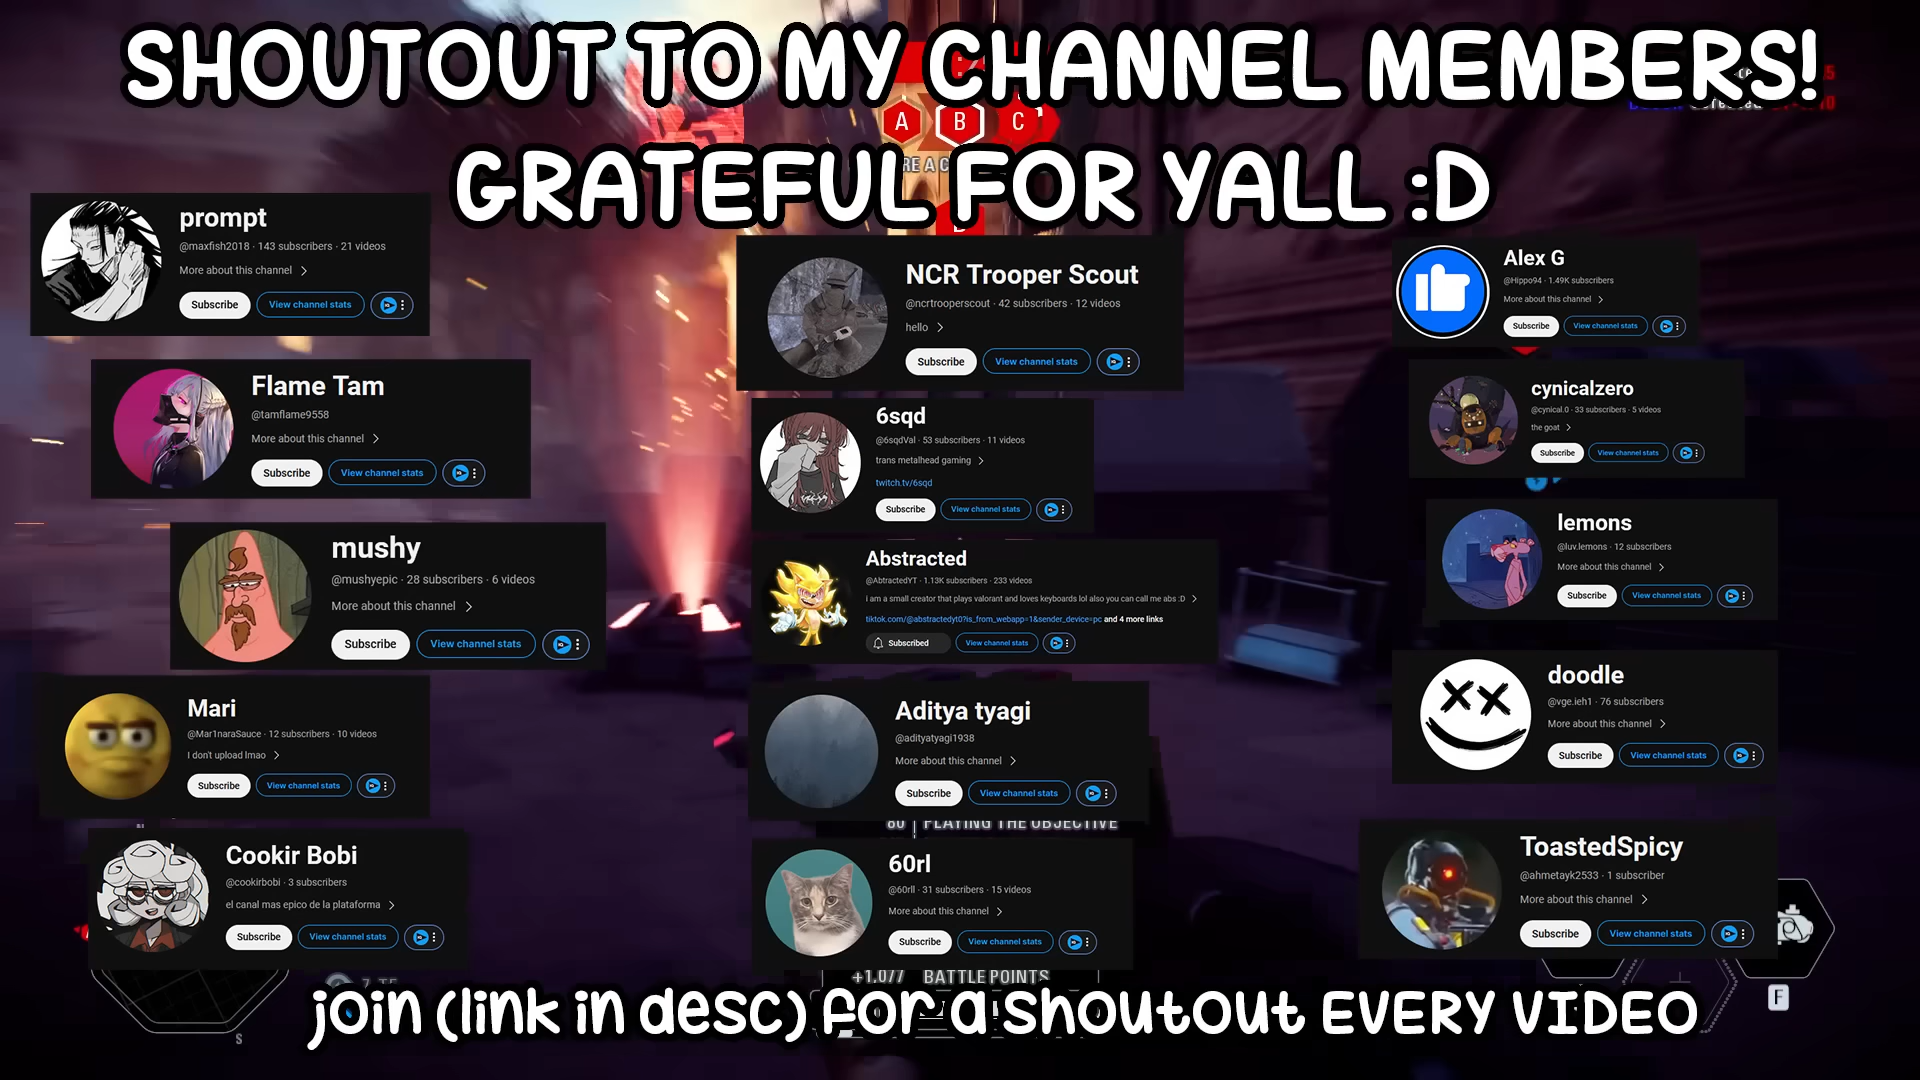 SHOUTOUT TO MY CHANNEL MEMBERS!
A B C
GRATEFUL FOR YALL :D
prompt
@maxfish2018 · 143 subscribers · 21 videos
More about this channel
Subscribe View channel stats
Flame Tam
@tamflame9558
More about this channel
Subscribe View channel stats
mushy
@mushyepic · 28 subscribers · 6 videos
More about this channel
Subscribe View channel stats
Mari
@Mar1naraSauce · 12 subscribers · 10 videos
I don't upload lmao
Subscribe View channel stats
Cookir Bobi
@cookirbobi · 3 subscribers
el canal mas epico de la plataforma
Subscribe View channel stats
NCR Trooper Scout
@ncrtrooperscout · 42 subscribers · 12 videos
hello
Subscribe View channel stats
6sqd
@6sqdVal · 53 subscribers · 11 videos
trans metalhead gaming
twitch.tv/6sqd
Subscribe View channel stats
Abstracted
@AbtractedYT · 1.13K subscribers · 233 videos
i am a small creator that plays valorant and loves keyboards lol also you can call me abs :D
tiktok.com/@abstractedyt0?is_from_webapp=1&sender_device=pc and 4 more links
Subscribed View channel stats
Aditya tyagi
@adityatyagi1938
More about this channel
Subscribe View channel stats
80 | PLAYING THE OBJECTIVE
60rl
@60rll · 31 subscribers · 15 videos
More about this channel
Subscribe View channel stats
+1,077 BATTLE POINTS
Alex G
@Hippo94 · 1.49K subscribers
More about this channel
Subscribe View channel stats
cynicalzero
@cynical.0 · 33 subscribers · 5 videos
the goat
Subscribe View channel stats
lemons
@luv.lemons · 12 subscribers
More about this channel
Subscribe View channel stats
doodle
@vge.ieh1 · 76 subscribers
More about this channel
Subscribe View channel stats
ToastedSpicy
@ahmetayk2533 · 1 subscriber
More about this channel
Subscribe View channel stats
F
S
join (link in desc) for a shoutout EVERY VIDEO